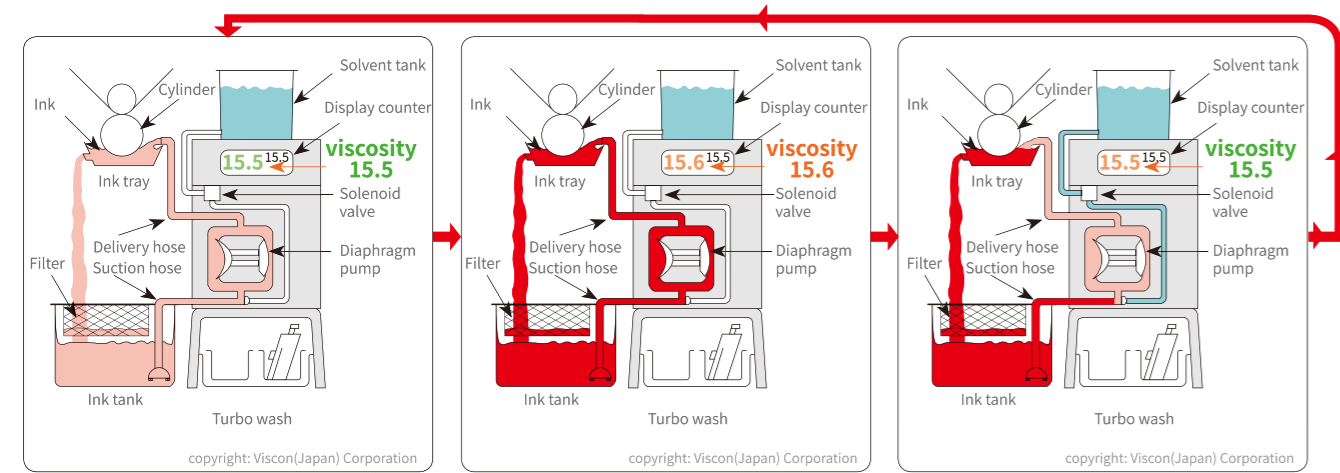 Solvent tank
Cylinder
Ink
Display counter
15.5 15.5
viscosity
15.5
Ink tray
Solenoid
valve
Delivery hose
Suction hose
Diaphragm
pump
Filter
Ink tank
Turbo wash
copyright: Viscon(Japan) Corporation
Solvent tank
Cylinder
Ink
Display counter
15.6 15.5
viscosity
15.6
Ink tray
Solenoid
valve
Delivery hose
Suction hose
Diaphragm
pump
Filter
Ink tank
Turbo wash
copyright: Viscon(Japan) Corporation
Solvent tank
Cylinder
Ink
Display counter
15.5 15.5
viscosity
15.5
Ink tray
Solenoid
valve
Delivery hose
Suction hose
Diaphragm
pump
Filter
Ink tank
Turbo wash
copyright: Viscon(Japan) Corporation